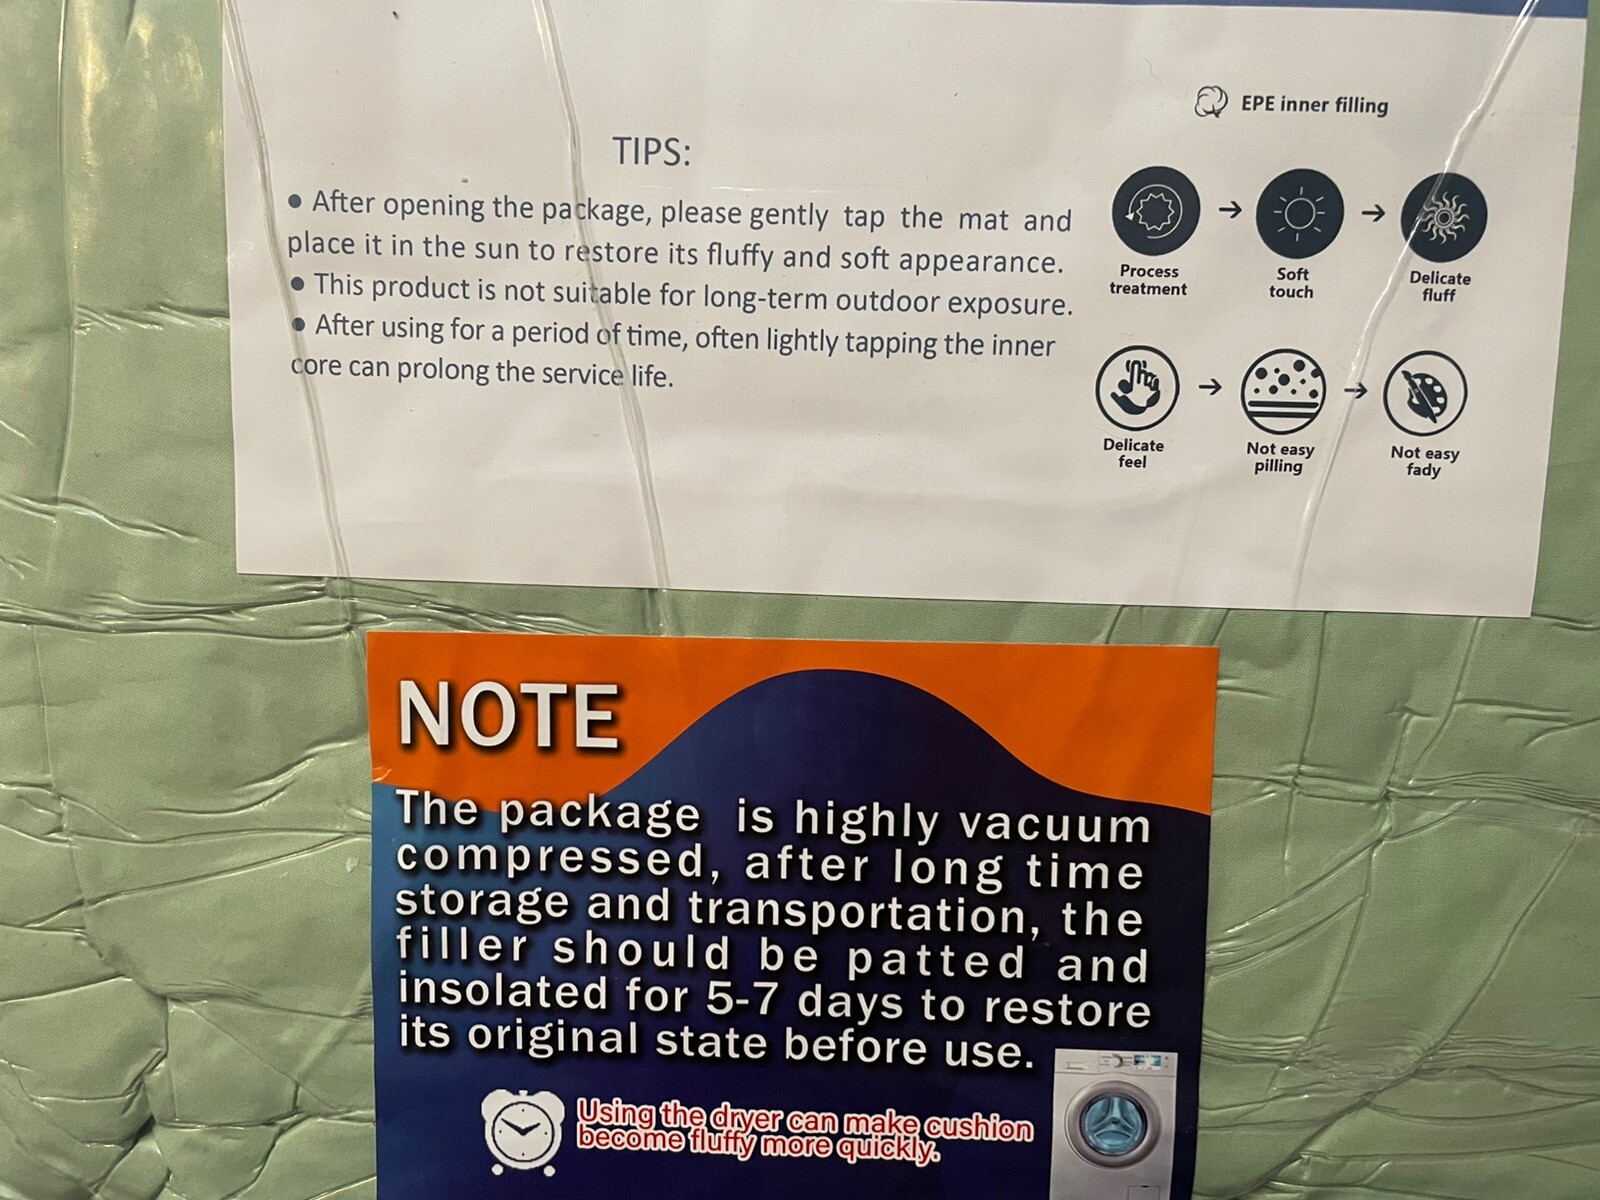 EPE inner filling
TIPS:
● After opening the package, please gently tap the mat and
place it in the sun to restore its fluffy and soft appearance.
● This product is not suitable for long-term outdoor exposure.
● After using for a period of time, often lightly tapping the inner
core can prolong the service life.
Process
treatment
Soft
touch
Delicate
fluff
Delicate
feel
Not easy
pilling
Not easy
fady
NOTE
The package is highly vacuum
compressed, after long time
storage and transportation, the
filler should be patted and
insolated for 5-7 days to restore
its original state before use.
Using the dryer can make cushion
become fluffy more quickly.